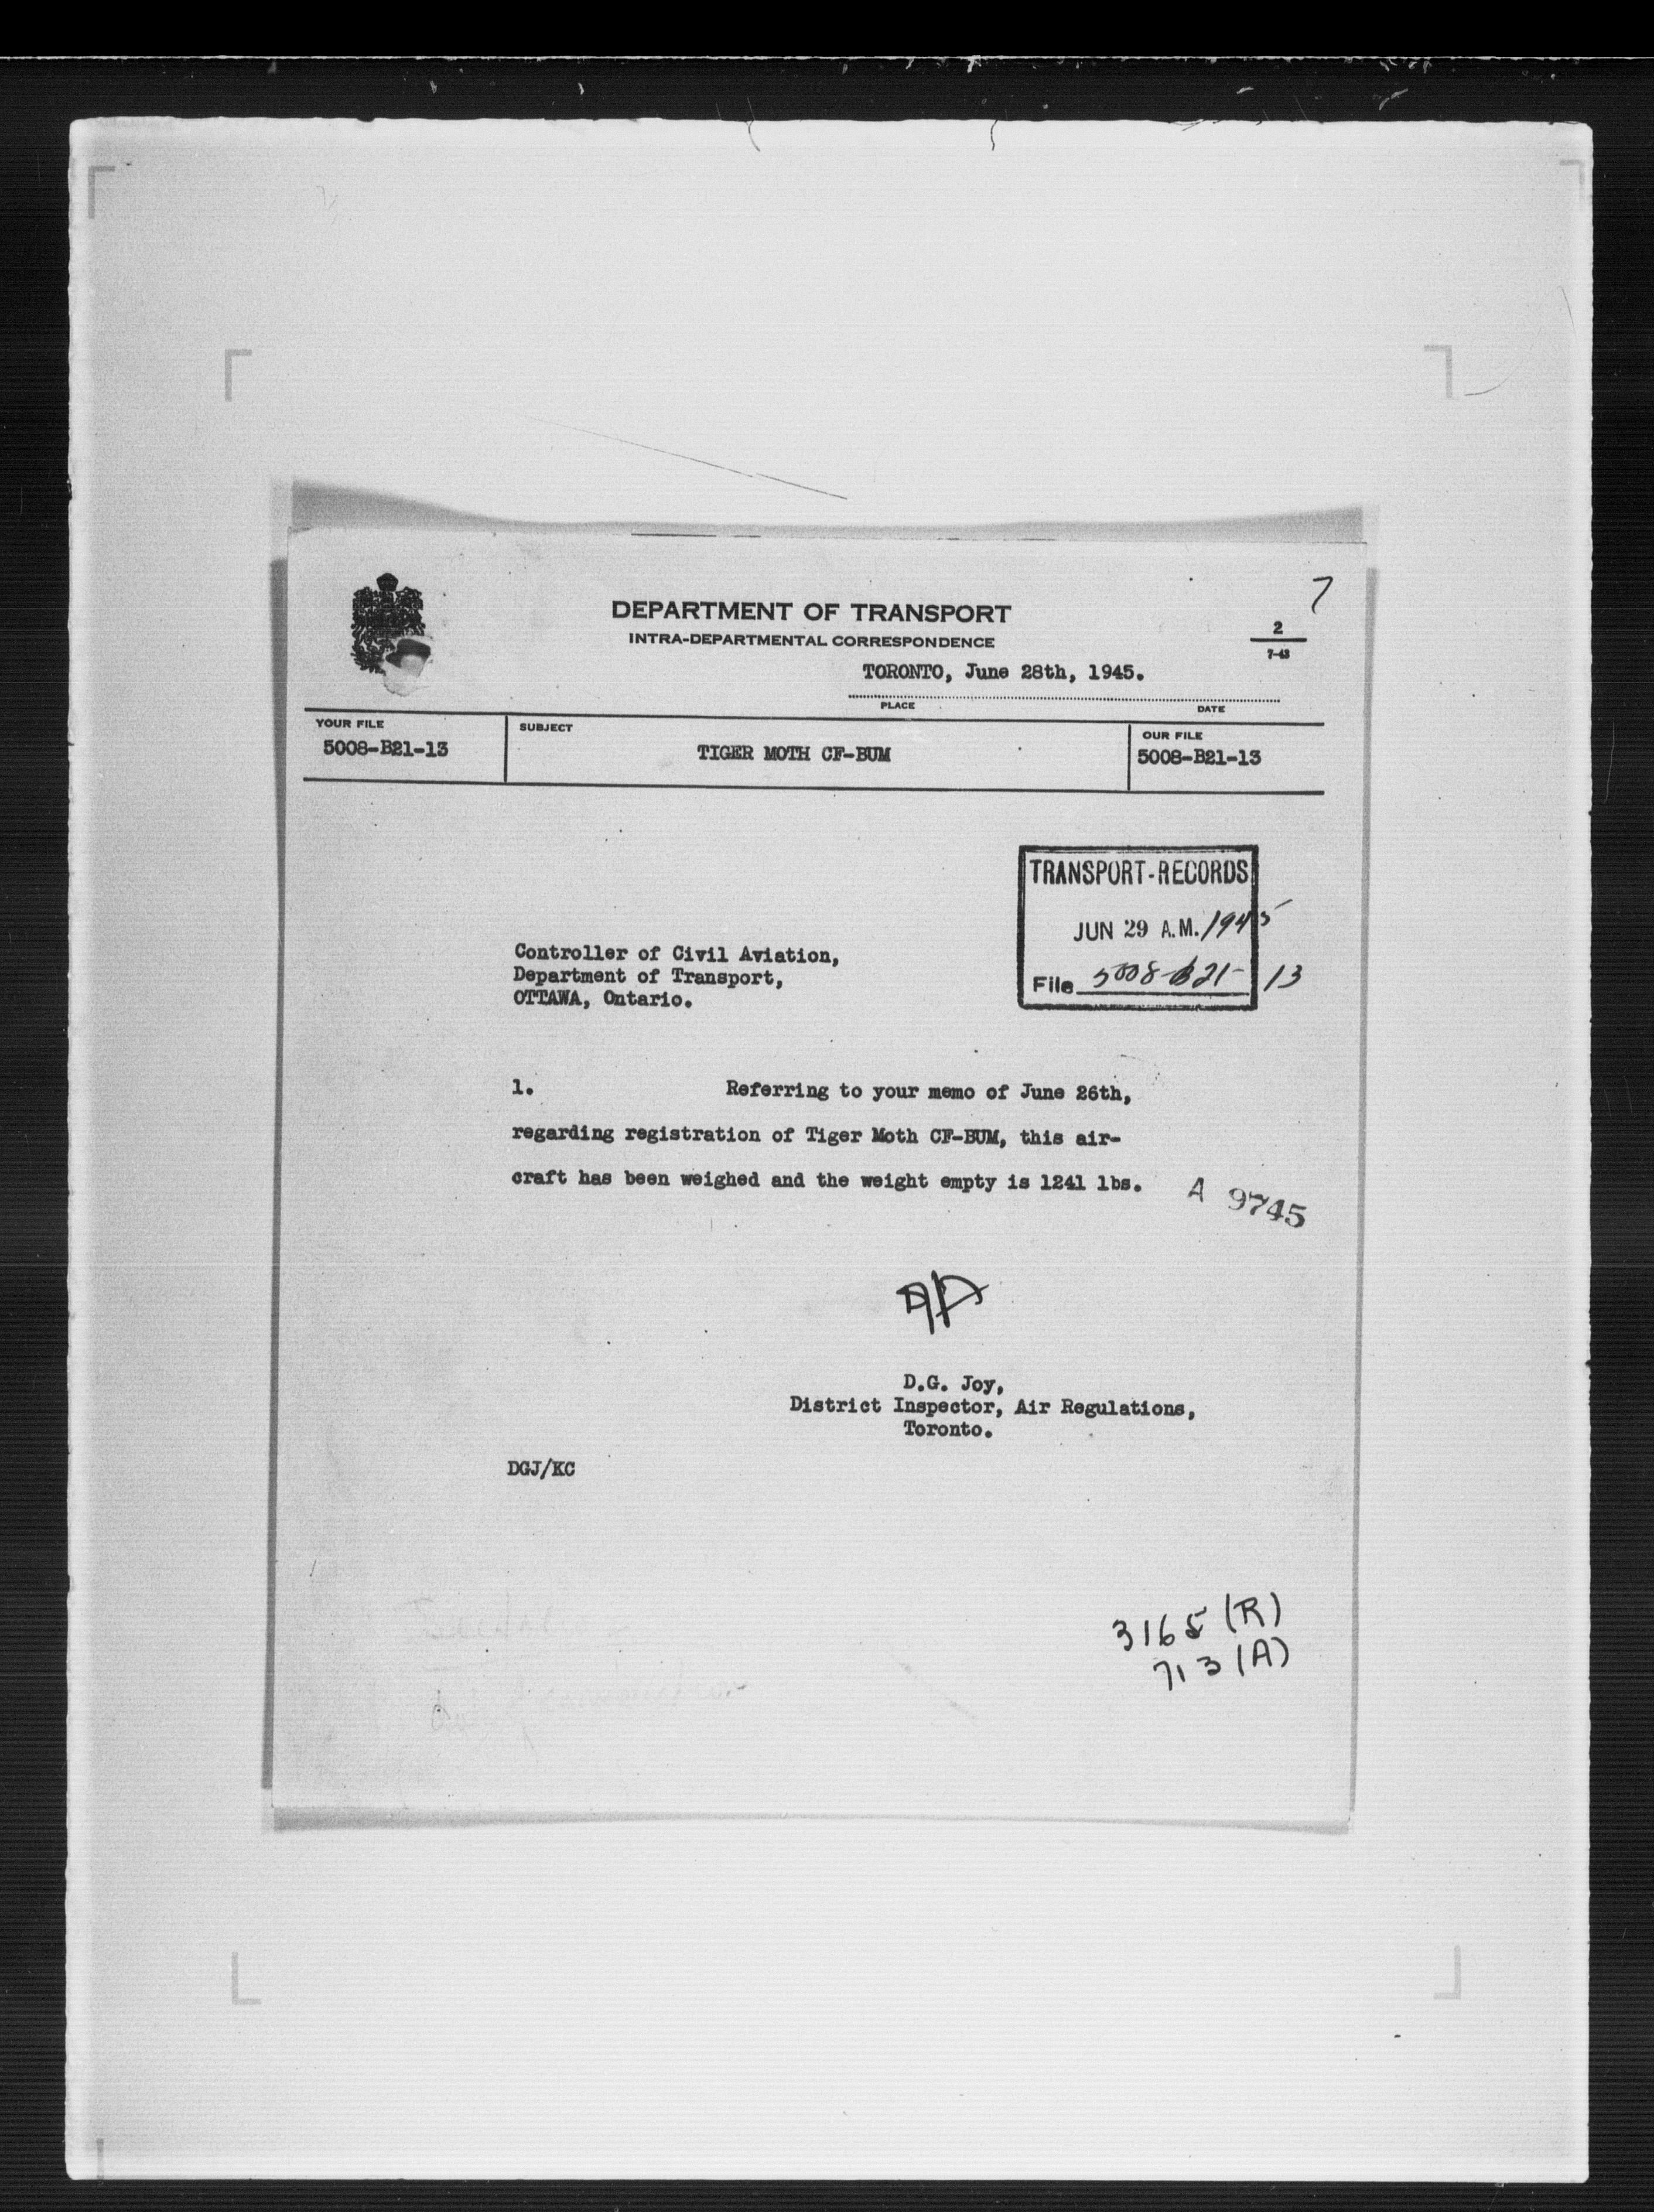 7
DEPARTMENT OF TRANSPORT
INTRA-DEPARTMENTAL CORRESPONDENCE
2
7-43
TORONTO, June 28th, 1945.
PLACE DATE
YOUR FILE
5008-B21-13
SUBJECT
TIGER MOTH CF-BUM
OUR FILE
5008-B21-13
TRANSPORT-RECORDS
JUN 29 A.M. 1945
File 5008-B21-13
Controller of Civil Aviation,
Department of Transport,
OTTAWA, Ontario.
1. Referring to your memo of June 26th,
regarding registration of Tiger Moth CF-BUM, this air-
craft has been weighed and the weight empty is 1241 lbs.
A 9745
D.G. Joy,
District Inspector, Air Regulations,
Toronto.
DGJ/KC
3165 (R)
713 (A)